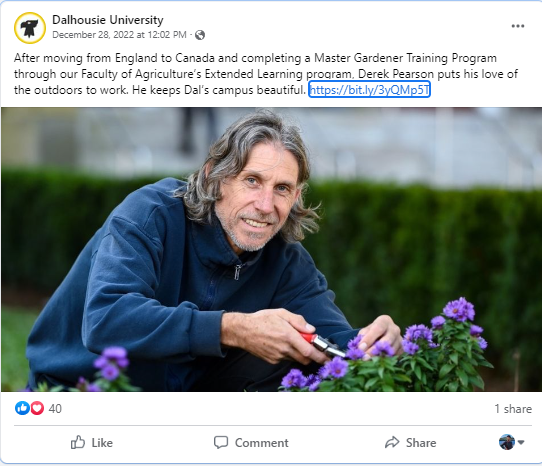 Dalhousie University
December 28, 2022 at 12:02 PM ·
After moving from England to Canada and completing a Master Gardener Training Program
through our Faculty of Agriculture's Extended Learning program, Derek Pearson puts his love of
the outdoors to work. He keeps Dal's campus beautiful. https://bit.ly/3yQMp5T
40
1 share
Like
Comment
Share